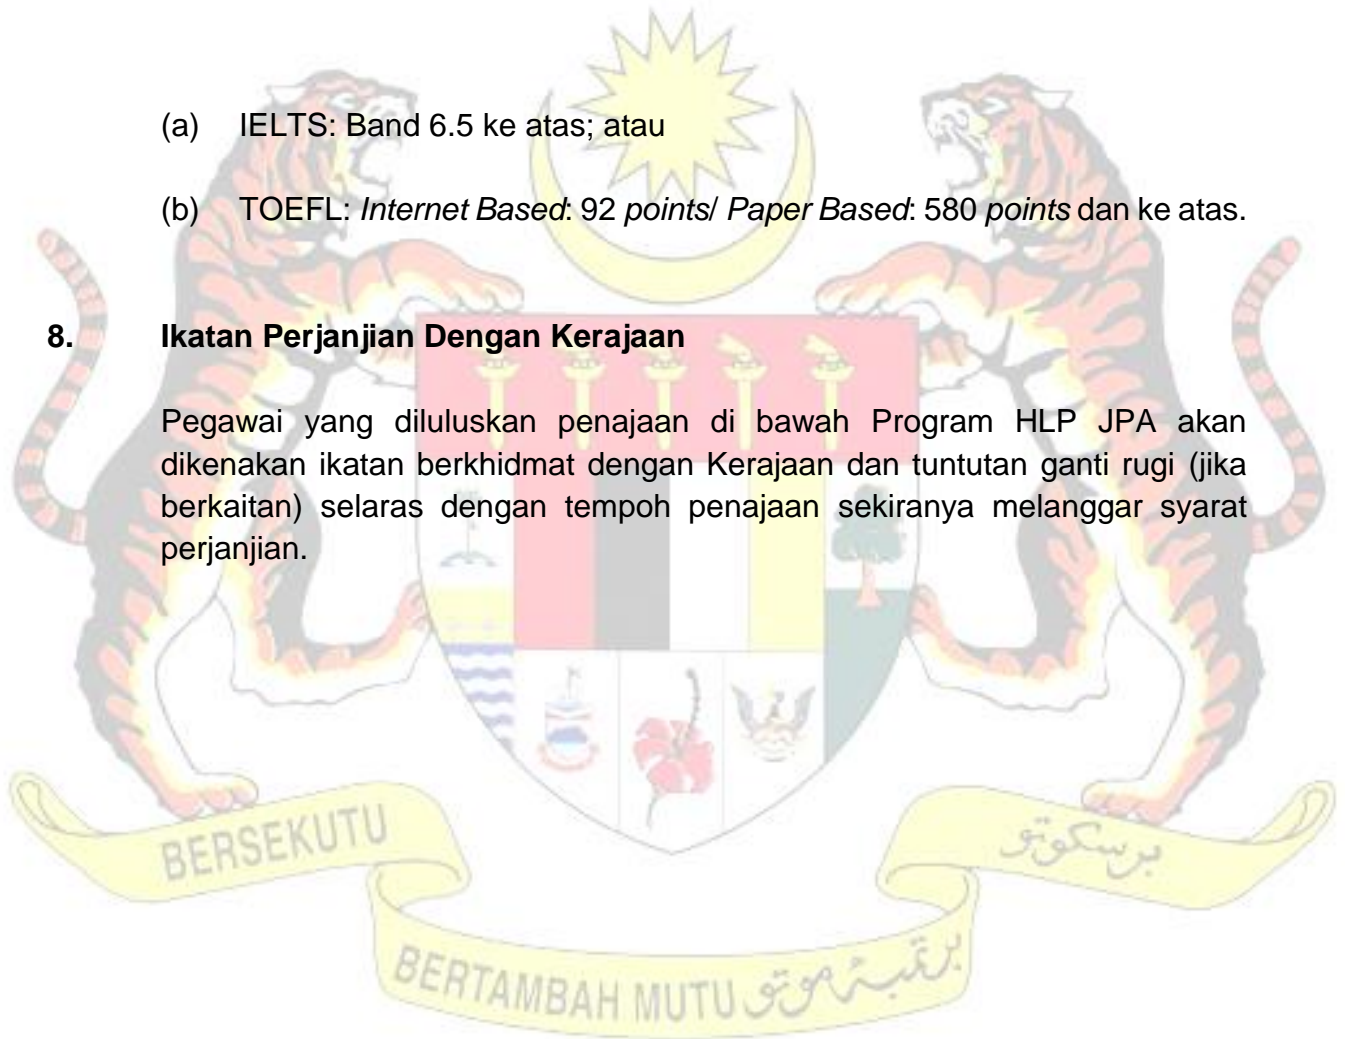 (a) IELTS: Band 6.5 ke atas; atau
(b) TOEFL: Internet Based: 92 points/ Paper Based: 580 points dan ke atas.
8. Ikatan Perjanjian Dengan Kerajaan
Pegawai yang diluluskan penajaan di bawah Program HLP JPA akan
dikenakan ikatan berkhidmat dengan Kerajaan dan tuntutan ganti rugi (jika
berkaitan) selaras dengan tempoh penajaan sekiranya melanggar syarat
perjanjian.
BERSEKUTU برسکوتو
BERTAMBAH MUTU برتمبه موتو